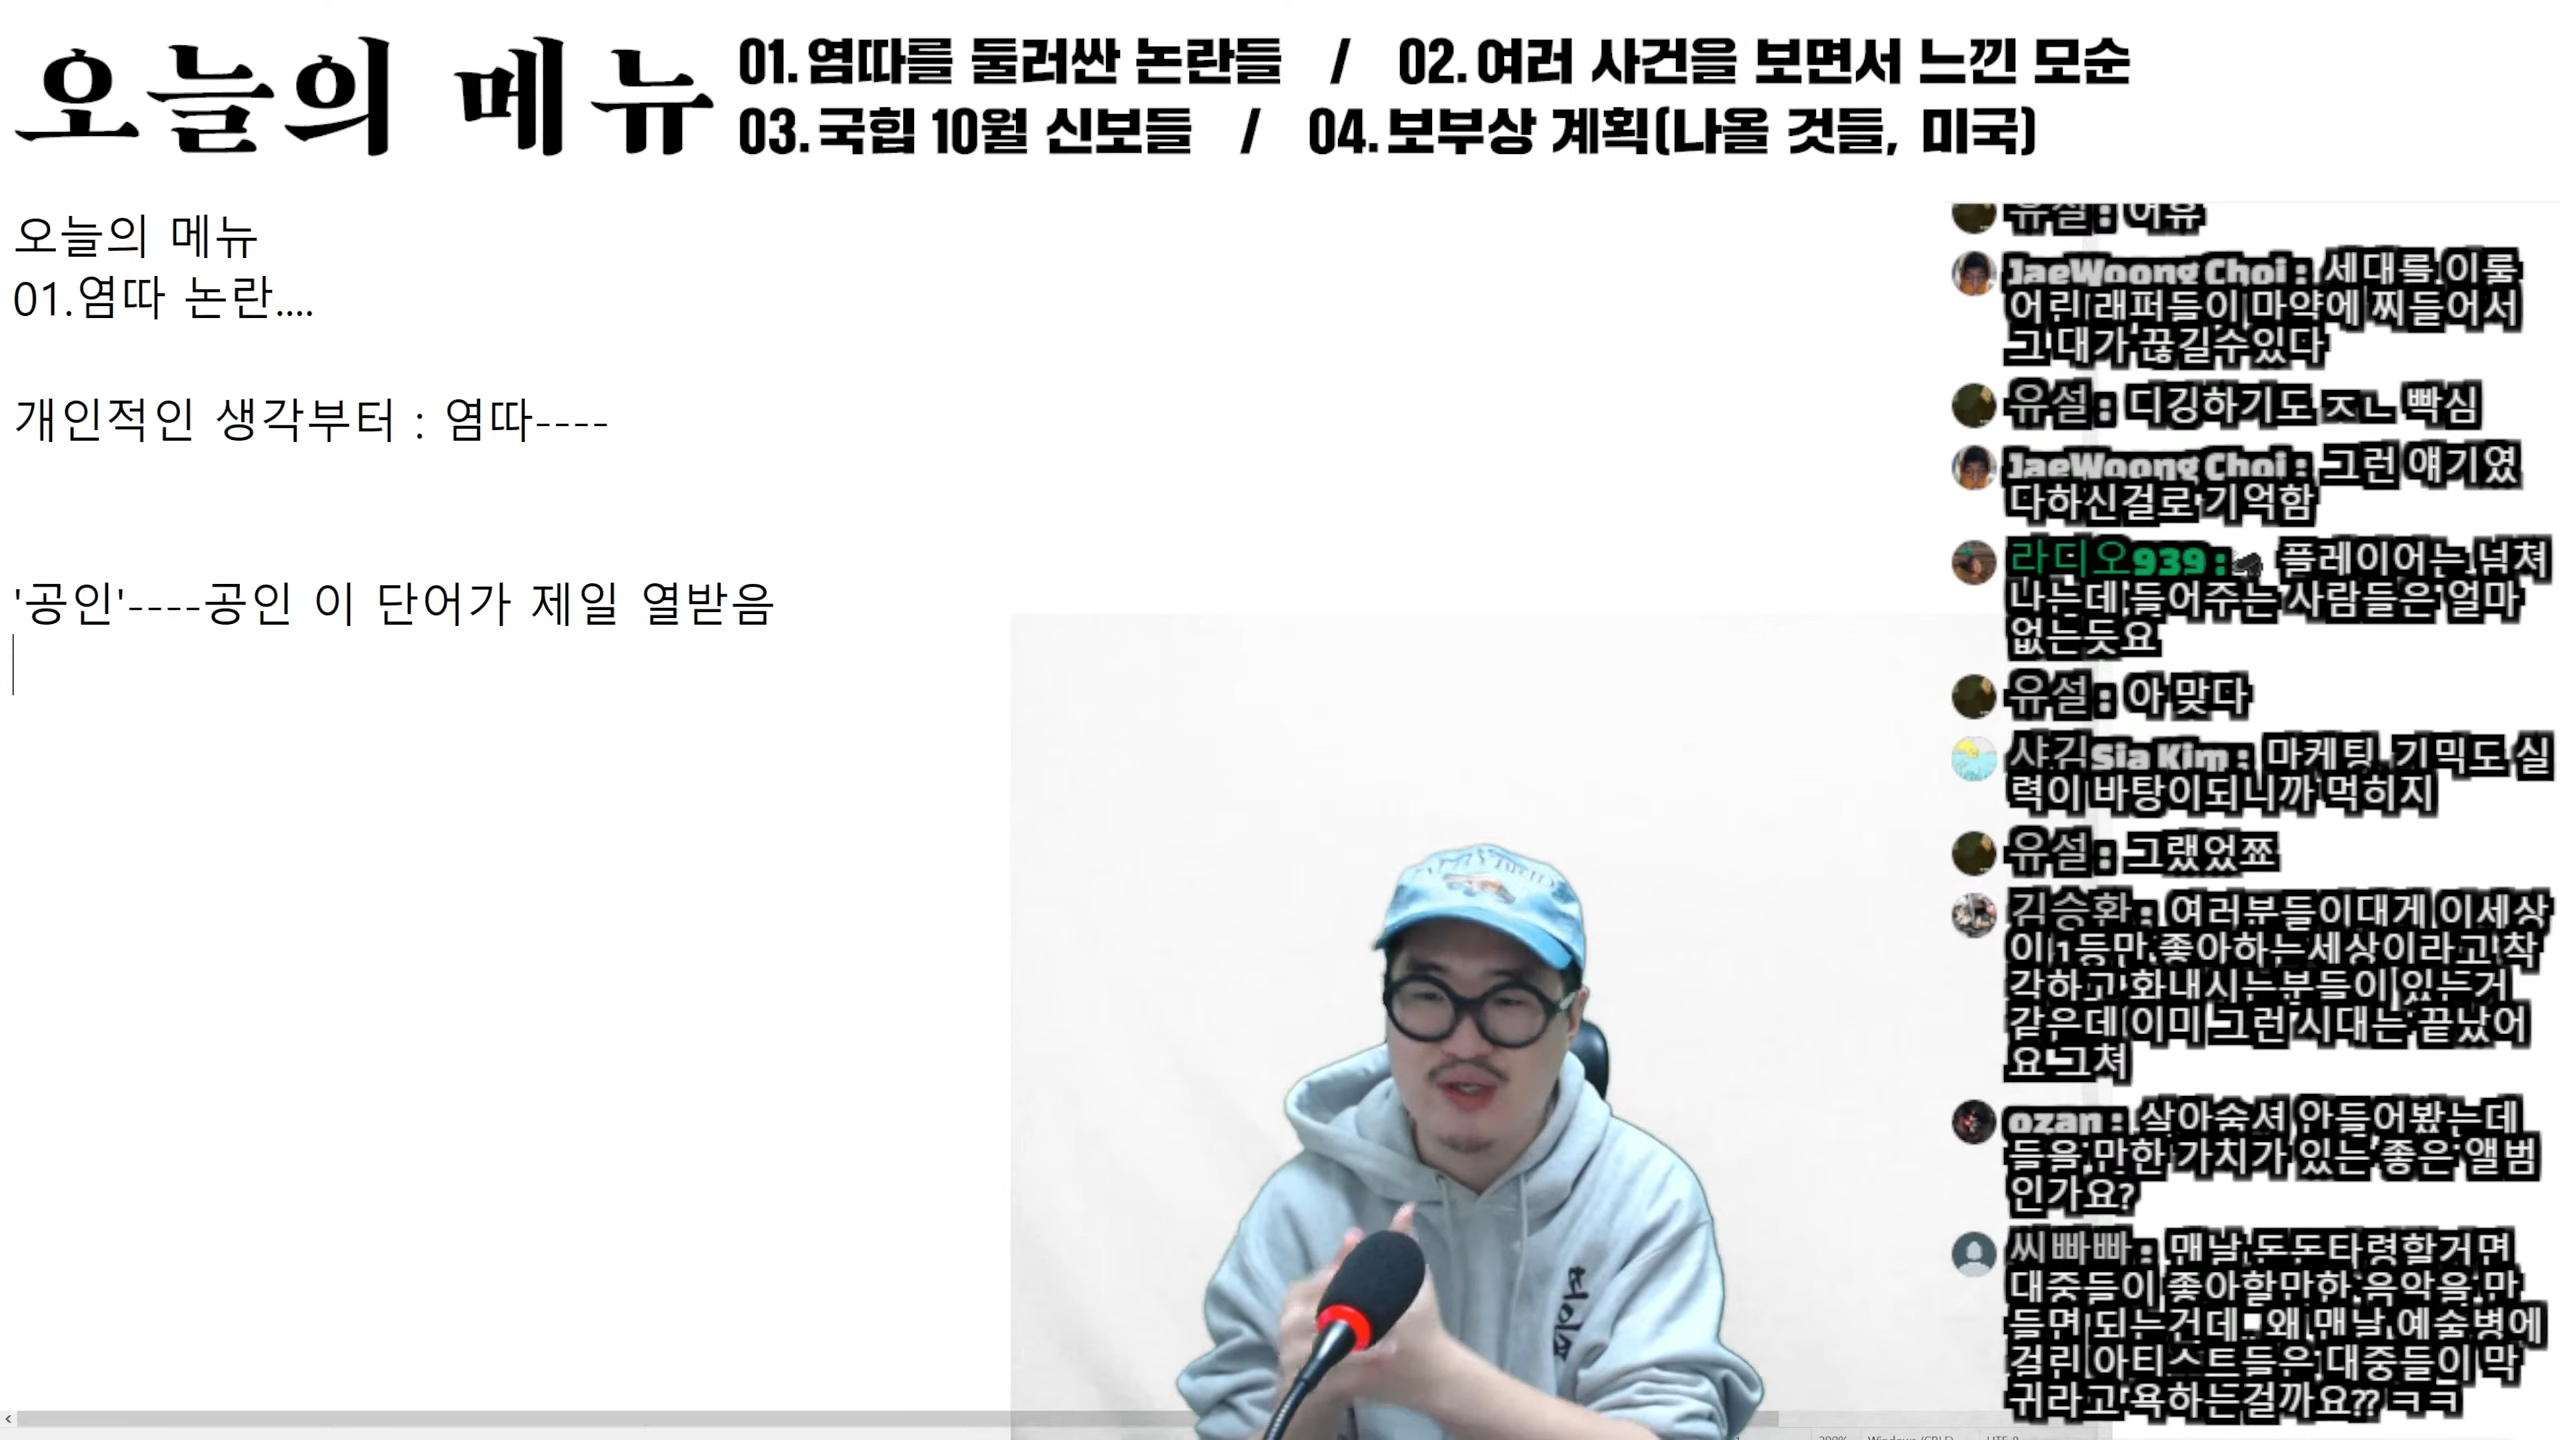 오늘의 메뉴
01.염따를 둘러싼 논란들 / 02.여러 사건을 보면서 느낀 모순
03.국힙 10월 신보들 / 04.보부상 계획(나올 것들, 미국)
오늘의 메뉴
01.염따 논란....
개인적인 생각부터 : 염따----
'공인'----공인 이 단어가 제일 열받음
유설 : 어휴
JaeWoong Choi : 세대를 이룰
어린 래퍼들이 마약에 찌들어서
그 대가 끊길수있다
유설 : 디깅하기도 ㅈㄴ 빡심
JaeWoong Choi : 그런 얘기였
다하신걸로 기억함
라디오939 : 플레이어는 넘쳐
나는데 들어주는 사람들은 얼마
없는듯요
유설 : 아 맞다
샤김Sia Kim : 마케팅, 기믹도 실
력이 바탕이되니까 먹히지
유설 : 그랬었쬬
김승환 : 여러분들이대게 이세상
이 1등만 좋아하는세상이라고 착
각하고 화내시는분들이 있는거
같은데 이미 그런 시대는 끝났어
요 그쳐
ozan : 살아숨셔 안들어봤는데
들을 만한 가치가 있는 좋은 앨범
인가요?
씨빠빠 : 맨날 돈돈타령할거면
대중들이 좋아할만한 음악을 만
들면 되는건데 왜 맨날 예술병에
걸린 아티스트들은 대중들이 막
귀라고 욕하는걸까요?? ㅋㅋ